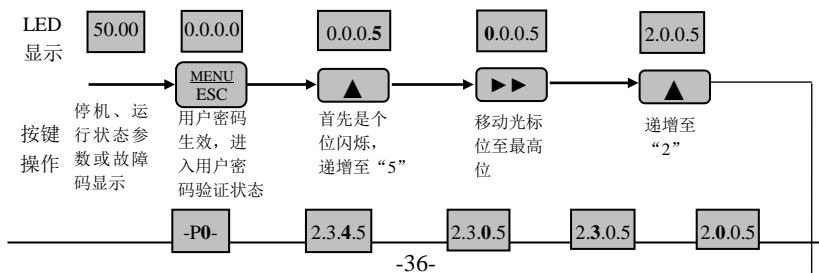 LED
显示
50.00
0.0.0.0
0.0.0.5
0.0.0.5
2.0.0.5
MENU
ESC
▲
►►
▲
按键
操作
停机、运
行状态参
数或故障
码显示
用户密码
生效，进
入用户密
码验证状态
首先是个
位闪烁，
递增至“5”
移动光标
位至最高
位
递增至
“2”
-P0-
2.3.4.5
2.3.0.5
2.3.0.5
2.0.0.5
-36-